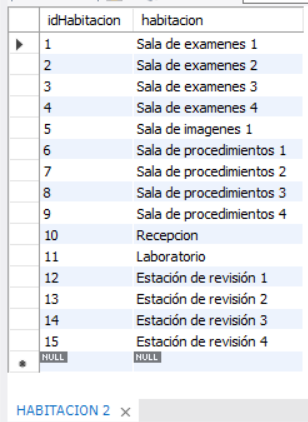 idHabitacion habitacion
1 Sala de examenes 1
2 Sala de examenes 2
3 Sala de examenes 3
4 Sala de examenes 4
5 Sala de imagenes 1
6 Sala de procedimientos 1
7 Sala de procedimientos 2
8 Sala de procedimientos 3
9 Sala de procedimientos 4
10 Recepcion
11 Laboratorio
12 Estación de revisión 1
13 Estación de revisión 2
14 Estación de revisión 3
15 Estación de revisión 4
NULL NULL
HABITACION 2